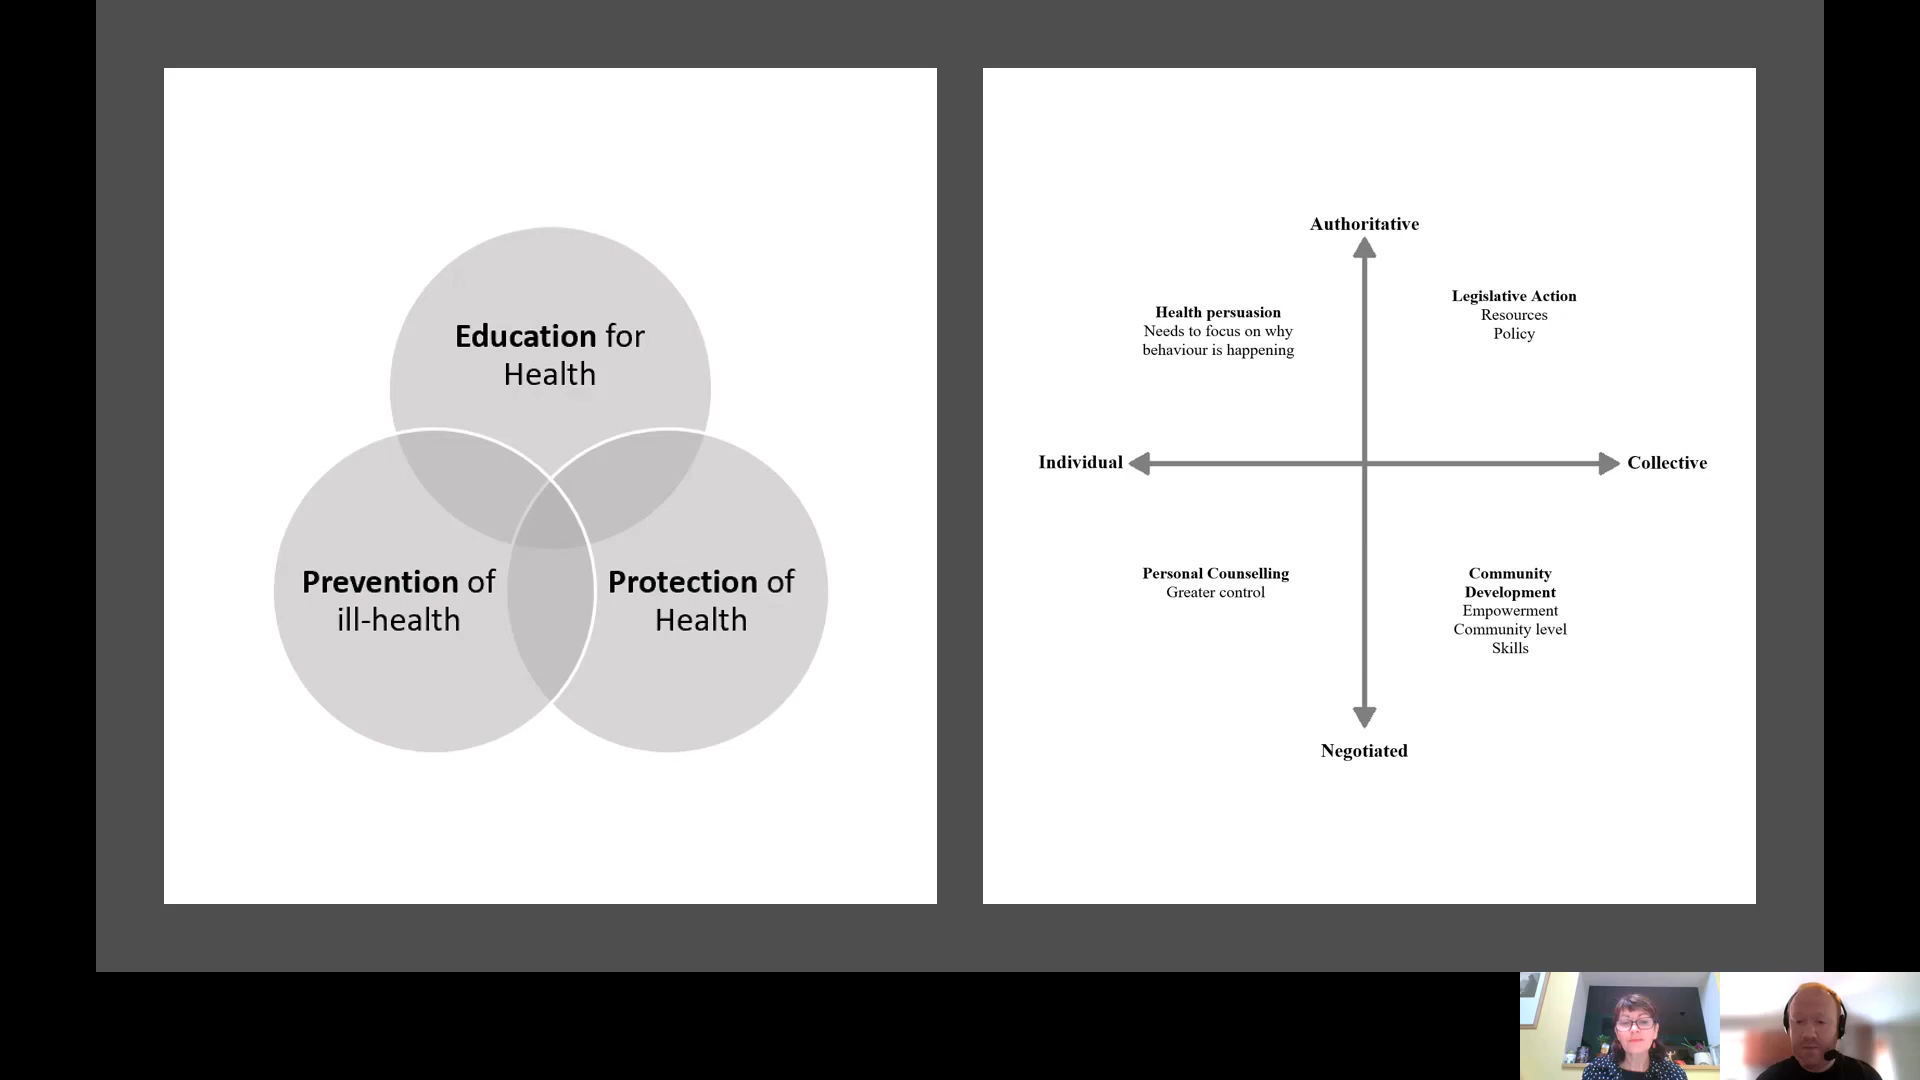 Education for
Health
Prevention of
ill-health
Protection of
Health
Authoritative
Health persuasion
Needs to focus on why
behaviour is happening
Legislative Action
Resources
Policy
Individual
Collective
Personal Counselling
Greater control
Community
Development
Empowerment
Community level
Skills
Negotiated